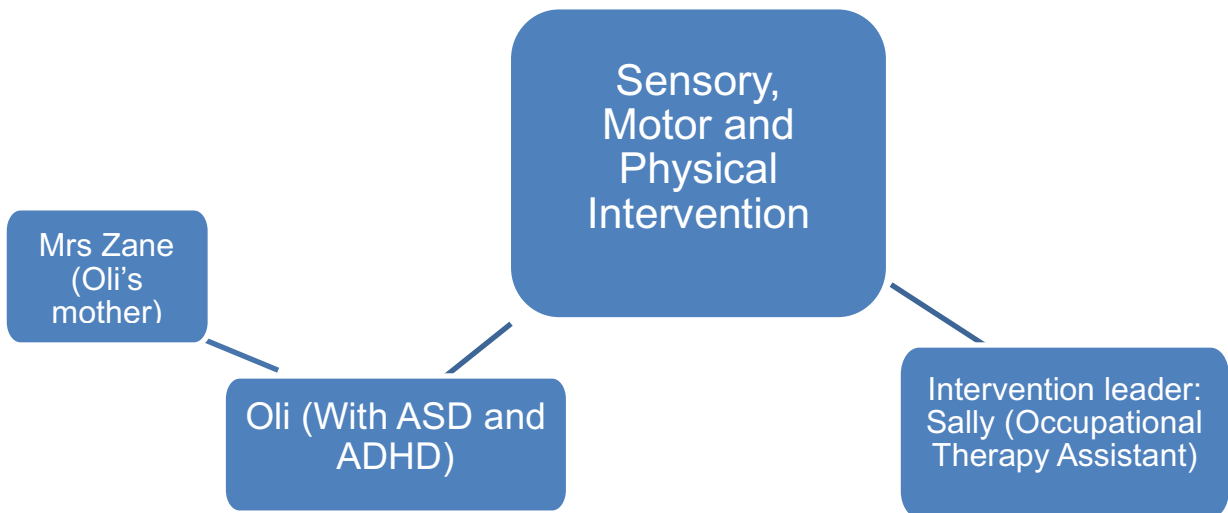 Sensory,
Motor and
Physical
Intervention
Mrs Zane
(Oli’s
mother)
Oli (With ASD and
ADHD)
Intervention leader:
Sally (Occupational
Therapy Assistant)